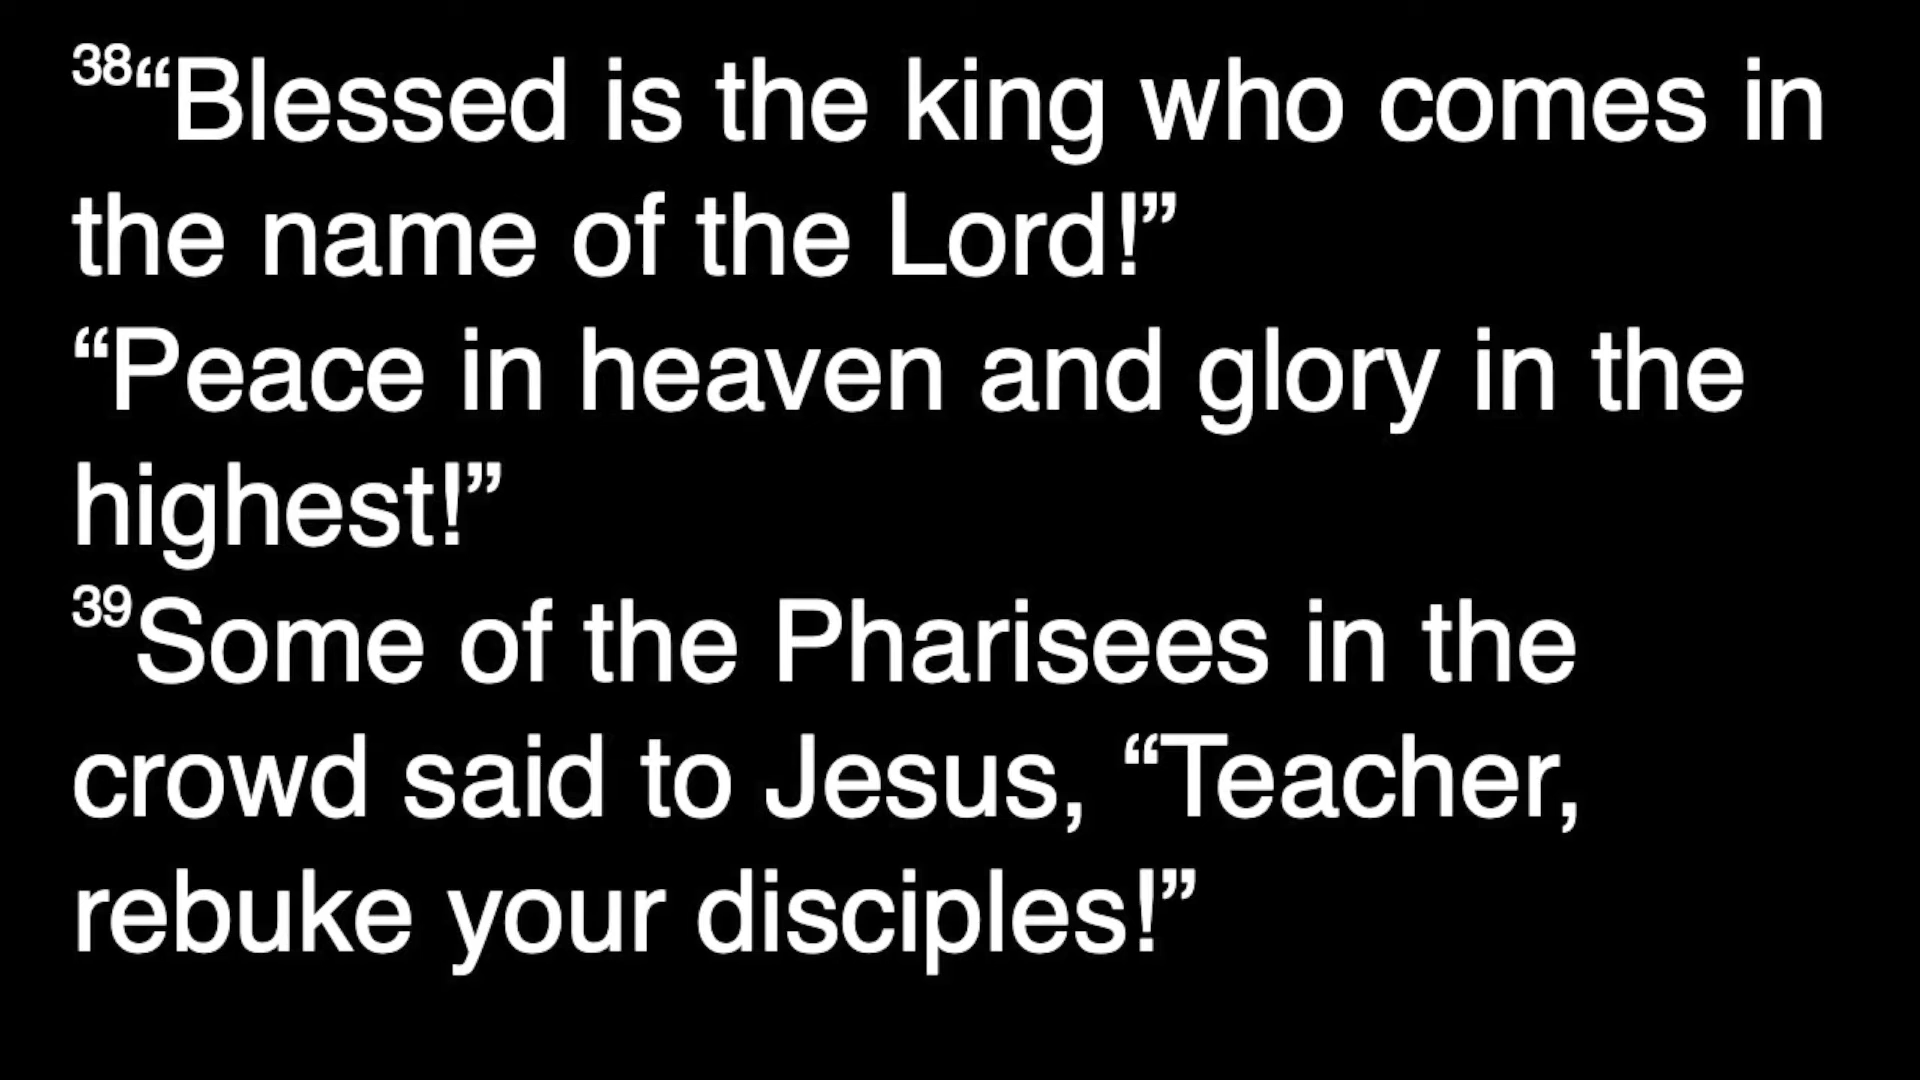 38“Blessed is the king who comes in
the name of the Lord!”
“Peace in heaven and glory in the
highest!”
39Some of the Pharisees in the
crowd said to Jesus, “Teacher,
rebuke your disciples!”